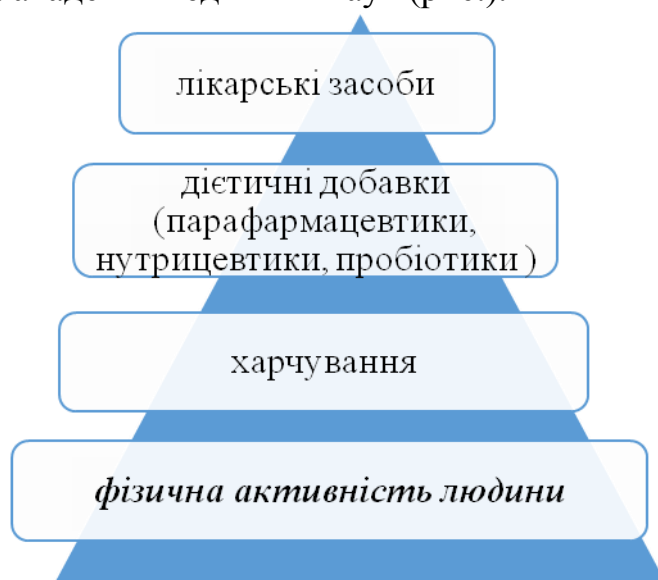 лікарські засоби
дієтичні добавки
(парафармацевтики,
нутрицевтики, пробіотики )
харчування
фізична активність людини